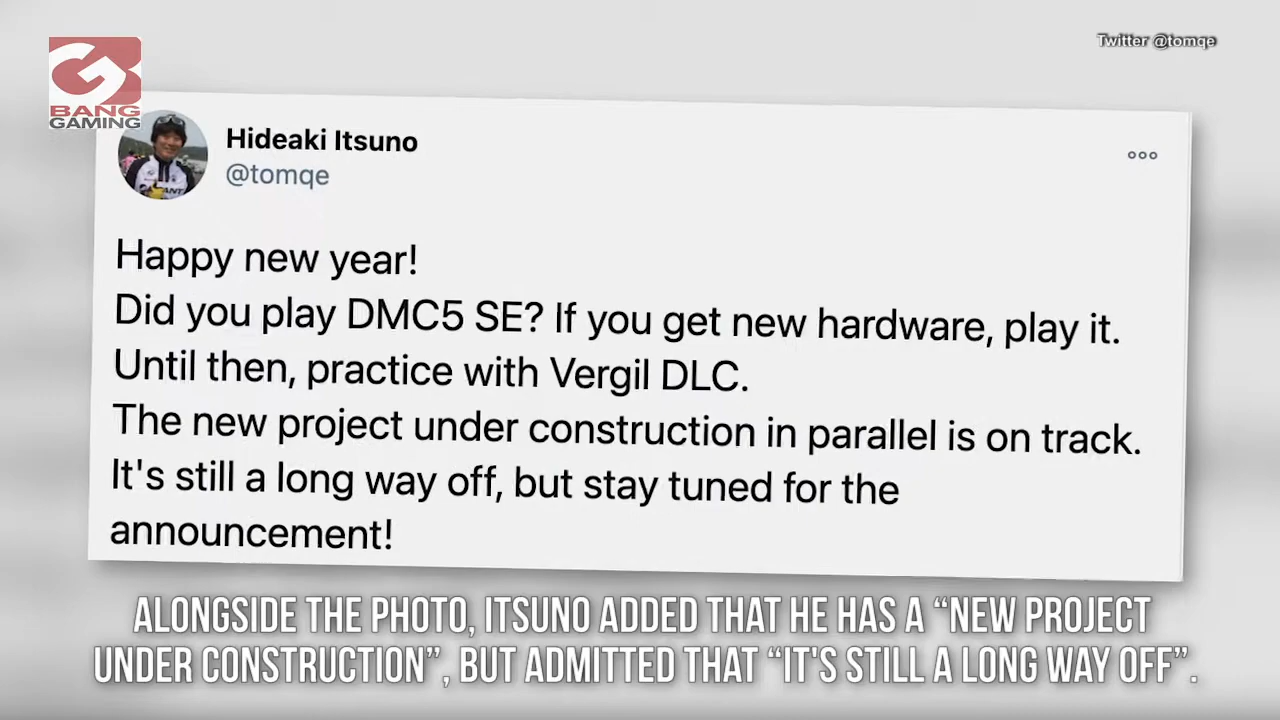 Twitter @tomqe
BANG
GAMING
Hideaki Itsuno
@tomqe
Happy new year!
Did you play DMC5 SE? If you get new hardware, play it.
Until then, practice with Vergil DLC.
The new project under construction in parallel is on track.
It's still a long way off, but stay tuned for the
announcement!
ALONGSIDE THE PHOTO, ITSUNO ADDED THAT HE HAS A “NEW PROJECT
UNDER CONSTRUCTION”, BUT ADMITTED THAT “IT'S STILL A LONG WAY OFF”.